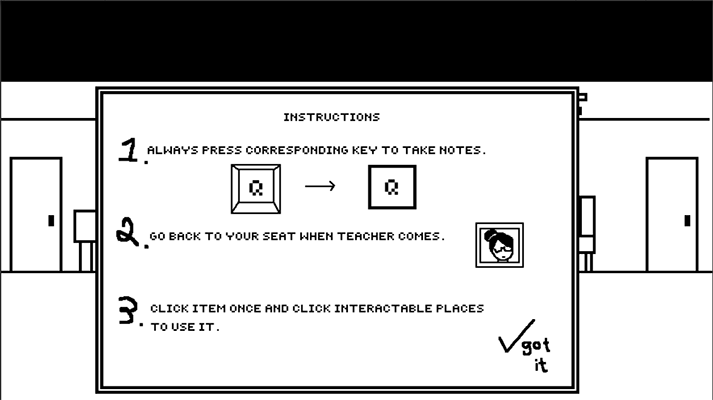 INSTRUCTIONS
1. ALWAYS PRESS CORRESPONDING KEY TO TAKE NOTES.
Q → Q
2. GO BACK TO YOUR SEAT WHEN TEACHER COMES.
3. CLICK ITEM ONCE AND CLICK INTERACTABLE PLACES
TO USE IT.
got
it